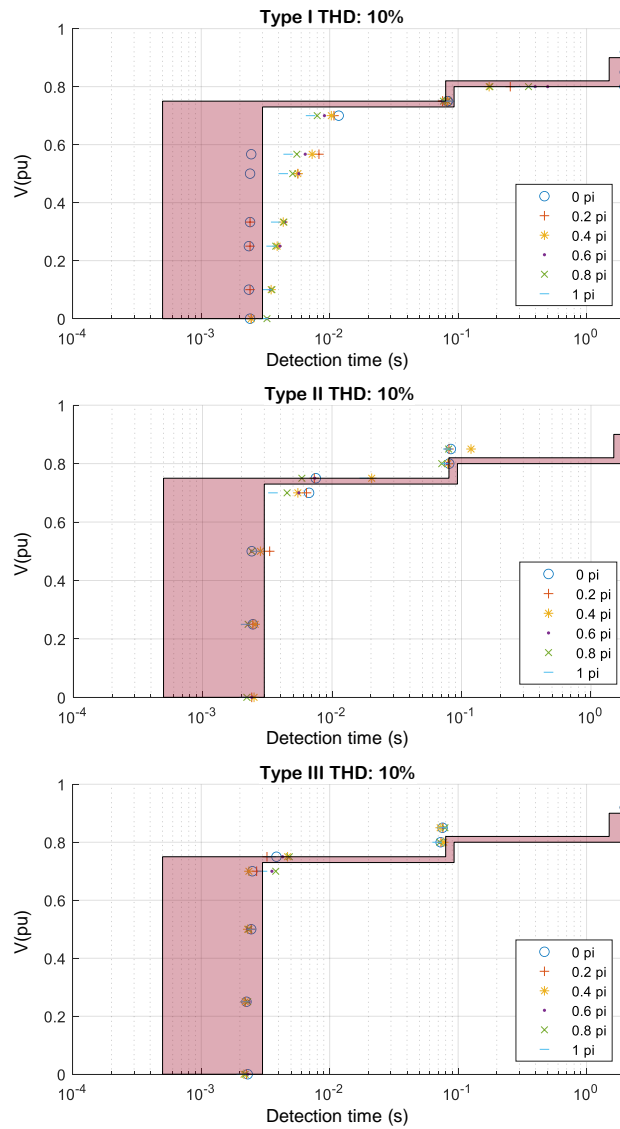 Type I THD: 10%
1
0.8
0.6
0.4
0.2
0
V(pu)
0 pi
0.2 pi
0.4 pi
0.6 pi
0.8 pi
1 pi
10-4 10-3 10-2 10-1 100
Detection time (s)
Type II THD: 10%
1
0.8
0.6
0.4
0.2
0
V(pu)
0 pi
0.2 pi
0.4 pi
0.6 pi
0.8 pi
1 pi
10-4 10-3 10-2 10-1 100
Detection time (s)
Type III THD: 10%
1
0.8
0.6
0.4
0.2
0
V(pu)
0 pi
0.2 pi
0.4 pi
0.6 pi
0.8 pi
1 pi
10-4 10-3 10-2 10-1 100
Detection time (s)